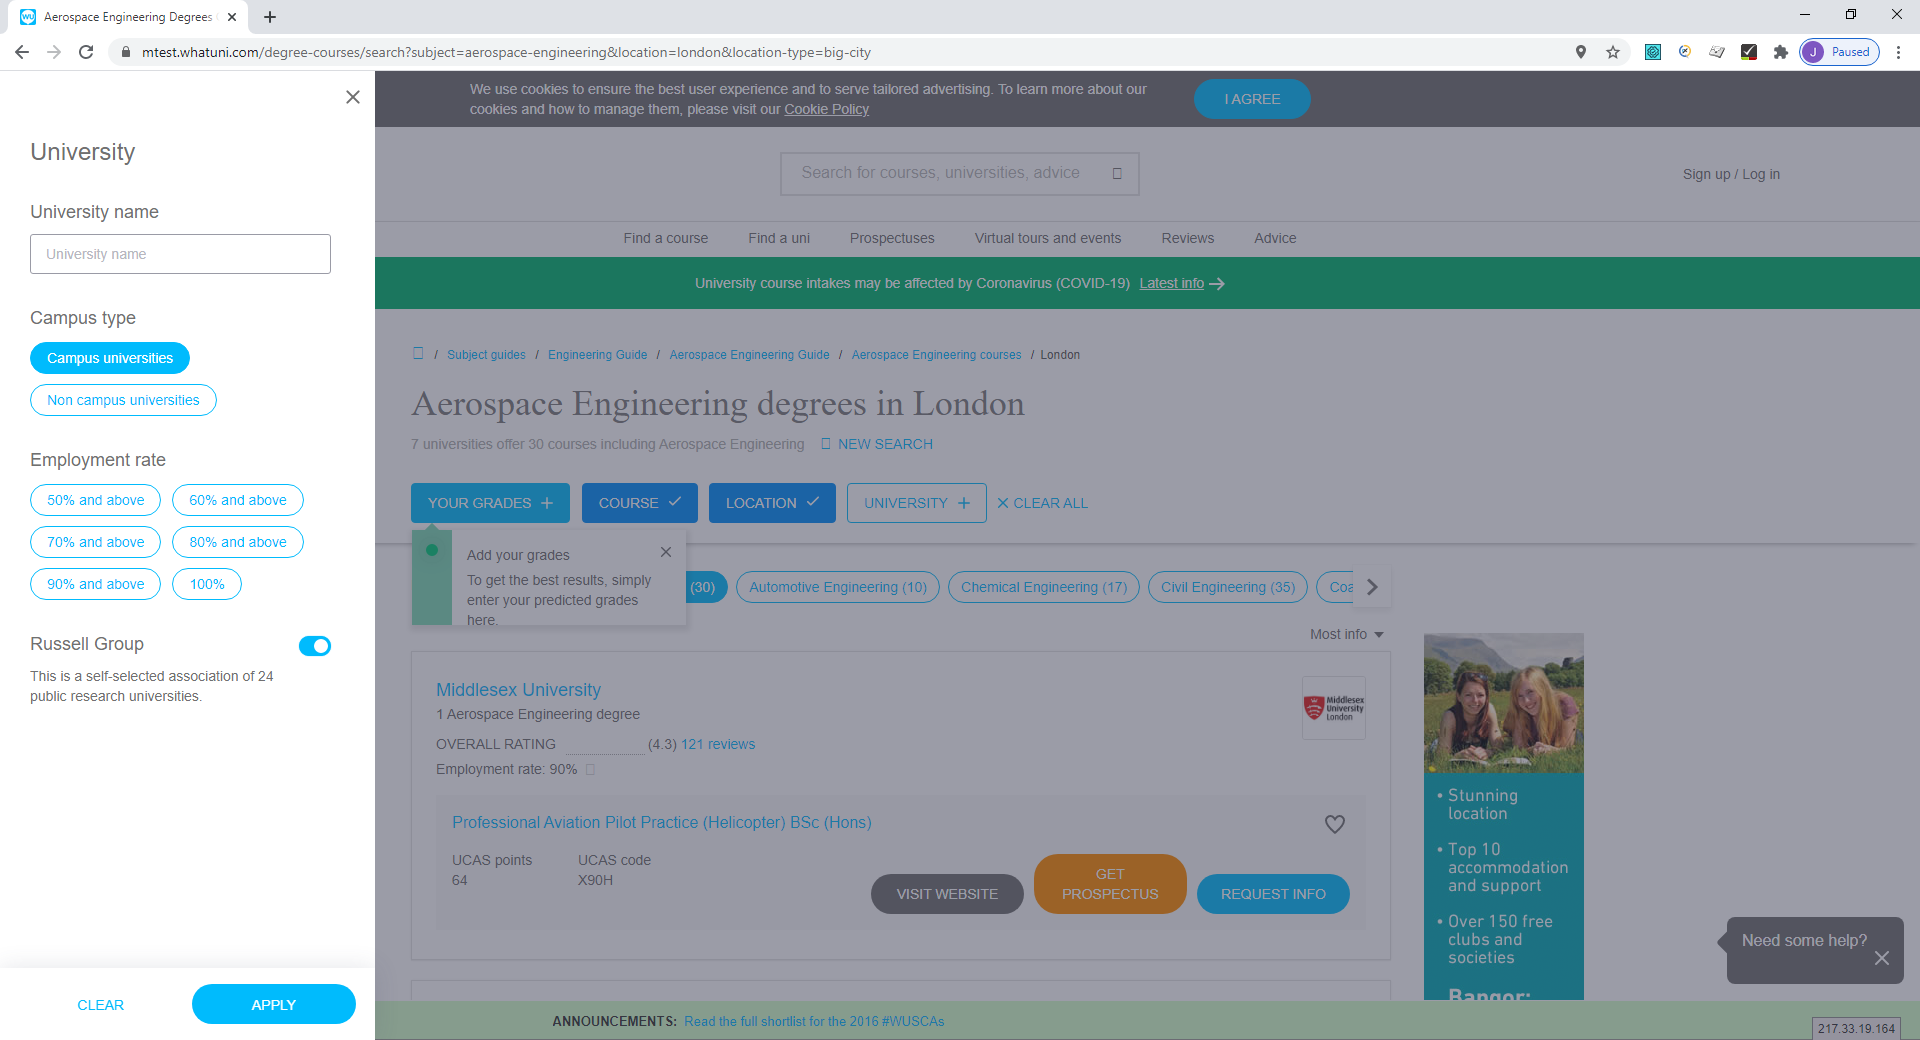 Aerospace Engineering Degrees
mtest.whatuni.com/degree-courses/search?subject=aerospace-engineering&location=london&location-type=big-city
J Paused
University
University name
University name
Campus type
Campus universities
Non campus universities
Employment rate
50% and above
60% and above
70% and above
80% and above
90% and above
100%
Russell Group
This is a self-selected association of 24
public research universities.
CLEAR
APPLY
We use cookies to ensure the best user experience and to serve tailored advertising. To learn more about our
cookies and how to manage them, please visit our Cookie Policy
I AGREE
Search for courses, universities, advice
Sign up / Log in
Find a course
Find a uni
Prospectuses
Virtual tours and events
Reviews
Advice
University course intakes may be affected by Coronavirus (COVID-19) Latest info
/ Subject guides / Engineering Guide / Aerospace Engineering Guide / Aerospace Engineering courses / London
Aerospace Engineering degrees in London
7 universities offer 30 courses including Aerospace Engineering
NEW SEARCH
YOUR GRADES
COURSE
LOCATION
UNIVERSITY
CLEAR ALL
Add your grades
To get the best results, simply
enter your predicted grades
here.
(30)
Automotive Engineering (10)
Chemical Engineering (17)
Civil Engineering (35)
Coa
Most info
Middlesex University
1 Aerospace Engineering degree
OVERALL RATING (4.3) 121 reviews
Employment rate: 90%
Middlesex
University
London
Professional Aviation Pilot Practice (Helicopter) BSc (Hons)
UCAS points
64
UCAS code
X90H
VISIT WEBSITE
GET
PROSPECTUS
REQUEST INFO
• Stunning
location
• Top 10
accommodation
and support
• Over 150 free
clubs and
societies
Bangor:
Need some help?
ANNOUNCEMENTS: Read the full shortlist for the 2016 #WUSCAs
217.33.19.164